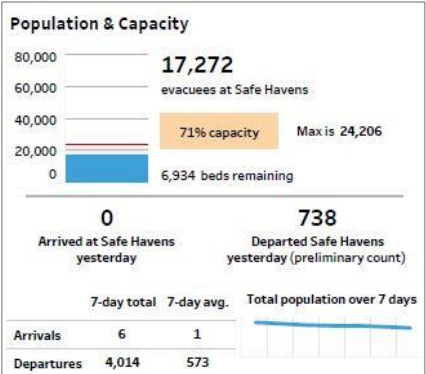 Population & Capacity
80,000
60,000
40,000
20,000
0
17,272
evacuees at Safe Havens
71% capacity
Max is 24,206
6,934 beds remaining
0
Arrived at Safe Havens
yesterday
738
Departed Safe Havens
yesterday (preliminary count)
7-day total 7-day avg.
Arrivals 6 1
Departures 4,014 573
Total population over 7 days